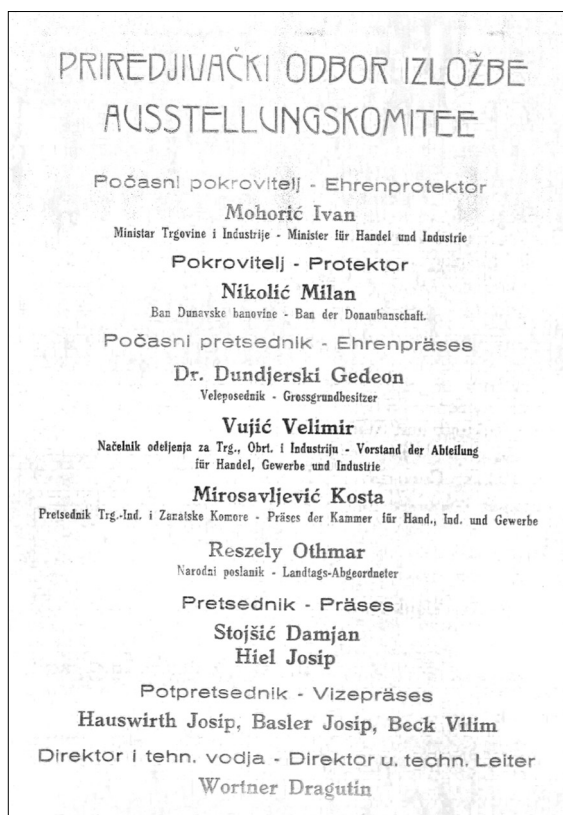 PRIREDJIVAČKI ODBOR IZLOŽBE
AUSSTELLUNGSKOMITEE
Počasni pokrovitelj - Ehrenprotektor
Mohorić Ivan
Ministar Trgovine i Industrije - Minister für Handel und Industrie
Pokrovitelj - Protektor
Nikolić Milan
Ban Dunavske banovine - Ban der Donaubanschaft.
Počasni pretsednik - Ehrenpräses
Dr. Dundjerski Gedeon
Veleposednik - Grossgrundbesitzer
Vujić Velimir
Načelnik odeljenja za Trg., Obrt. i Industriju - Vorstand der Abteilung
für Handel, Gewerbe und Industrie
Mirosavljević Kosta
Pretsednik Trg.-Ind. i Zanatske Komore - Präses der Kammer für Hand., Ind. und Gewerbe
Reszely Othmar
Narodni poslanik - Landtags-Abgeordneter
Pretsednik - Präses
Stojšić Damjan
Hiel Josip
Potpretsednik - Vizepräses
Hauswirth Josip, Basler Josip, Beck Vilim
Direktor i tehn. vodja - Direktor u. techn. Leiter
Wortner Dragutin